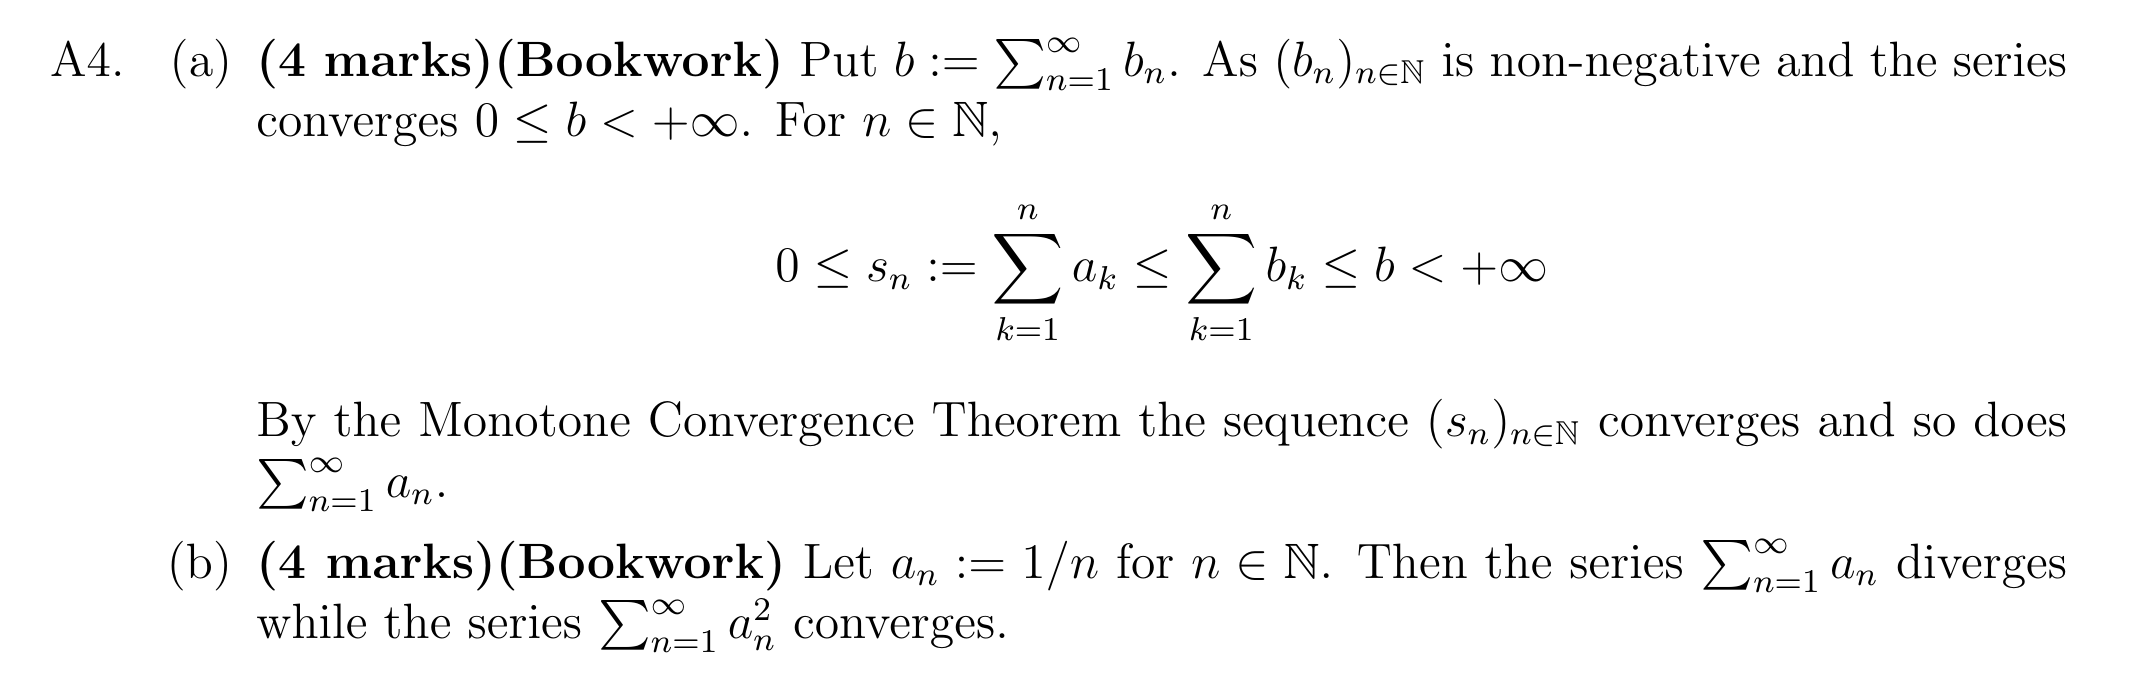 A4. (a) (4 marks)(Bookwork) Put $b := \sum_{n=1}^{\infty} b_n$. As $(b_n)_{n\in\mathbb{N}}$ is non-negative and the series
converges $0 \leq b < +\infty$. For $n \in \mathbb{N}$,
$0 \leq s_n := \sum_{k=1}^{n} a_k \leq \sum_{k=1}^{n} b_k \leq b < +\infty$
By the Monotone Convergence Theorem the sequence $(s_n)_{n\in\mathbb{N}}$ converges and so does
$\sum_{n=1}^{\infty} a_n$.
(b) (4 marks)(Bookwork) Let $a_n := 1/n$ for $n \in \mathbb{N}$. Then the series $\sum_{n=1}^{\infty} a_n$ diverges
while the series $\sum_{n=1}^{\infty} a_n^2$ converges.